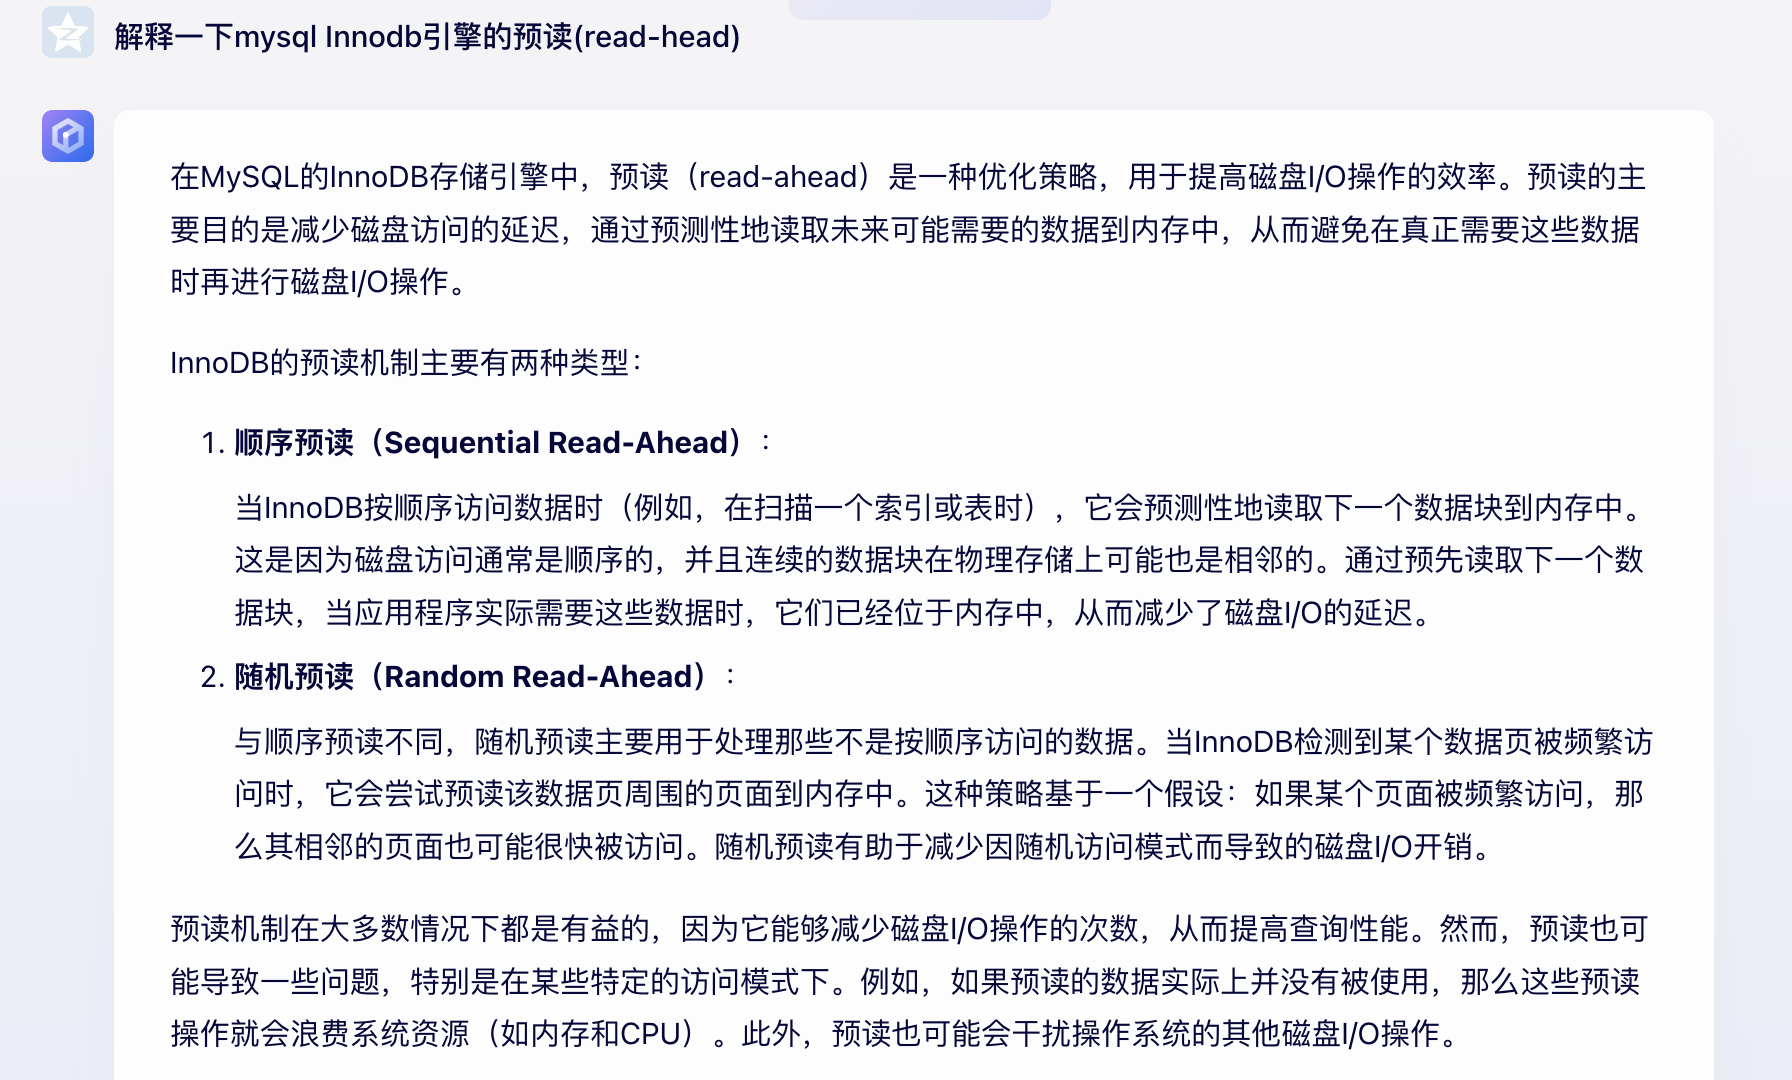 解释一下mysql Innodb引擎的预读(read-head)
在MySQL的InnoDB存储引擎中，预读（read-ahead）是一种优化策略，用于提高磁盘I/O操作的效率。预读的主
要目的是减少磁盘访问的延迟，通过预测性地读取未来可能需要的数据到内存中，从而避免在真正需要这些数据
时再进行磁盘I/O操作。
InnoDB的预读机制主要有两种类型：
1. 顺序预读（Sequential Read-Ahead）：
当InnoDB按顺序访问数据时（例如，在扫描一个索引或表时），它会预测性地读取下一个数据块到内存中。
这是因为磁盘访问通常是顺序的，并且连续的数据块在物理存储上可能也是相邻的。通过预先读取下一个数
据块，当应用程序实际需要这些数据时，它们已经位于内存中，从而减少了磁盘I/O的延迟。
2. 随机预读（Random Read-Ahead）：
与顺序预读不同，随机预读主要用于处理那些不是按顺序访问的数据。当InnoDB检测到某个数据页被频繁访
问时，它会尝试预读该数据页周围的页面到内存中。这种策略基于一个假设：如果某个页面被频繁访问，那
么其相邻的页面也可能很快被访问。随机预读有助于减少因随机访问模式而导致的磁盘I/O开销。
预读机制在大多数情况下都是有益的，因为它能够减少磁盘I/O操作的次数，从而提高查询性能。然而，预读也可
能导致一些问题，特别是在某些特定的访问模式下。例如，如果预读的数据实际上并没有被使用，那么这些预读
操作就会浪费系统资源（如内存和CPU）。此外，预读也可能会干扰操作系统的其他磁盘I/O操作。